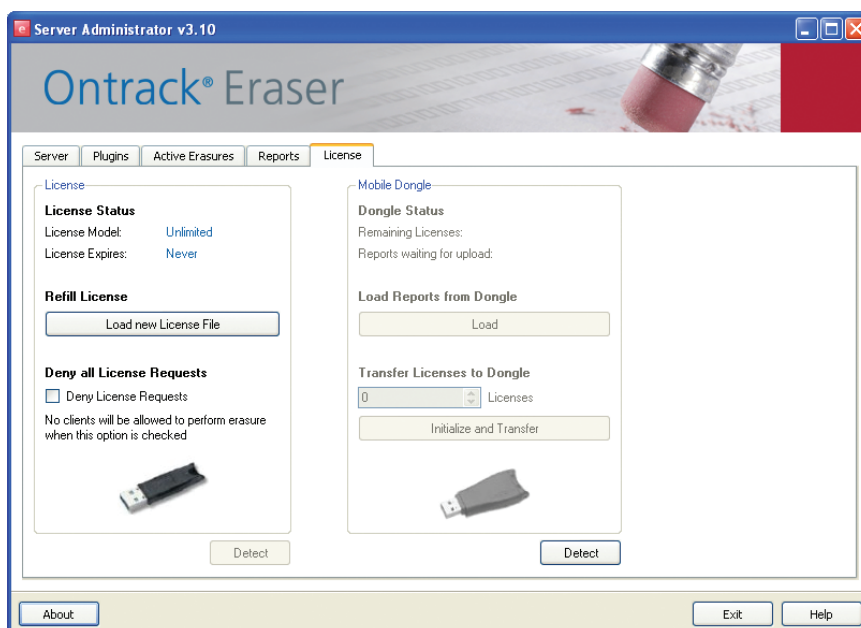 Server Administrator v3.10
Ontrack® Eraser
Server Plugins Active Erasures Reports License
License
License Status
License Model: Unlimited
License Expires: Never
Refill License
Load new License File
Deny all License Requests
Deny License Requests
No clients will be allowed to perform erasure
when this option is checked
Detect
Mobile Dongle
Dongle Status
Remaining Licenses:
Reports waiting for upload:
Load Reports from Dongle
Load
Transfer Licenses to Dongle
0 Licenses
Initialize and Transfer
Detect
About Exit Help